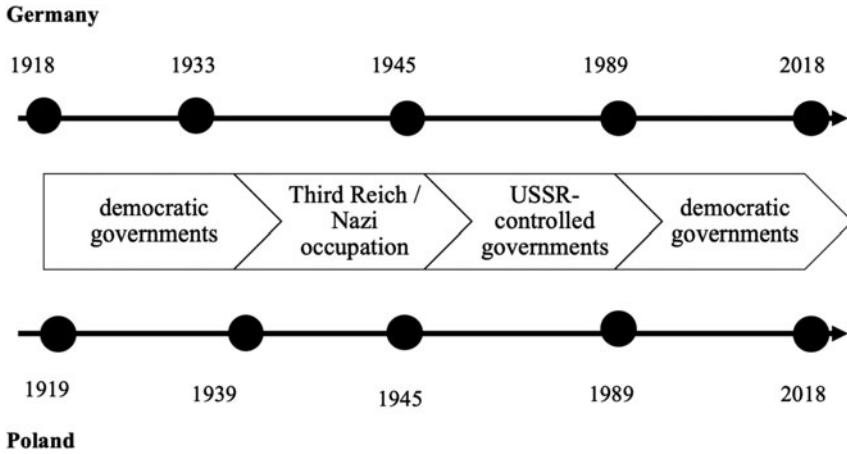 Germany
1918 1933 1945 1989 2018
democratic
governments
Third Reich /
Nazi
occupation
USSR-
controlled
governments
democratic
governments
1919 1939 1945 1989 2018
Poland